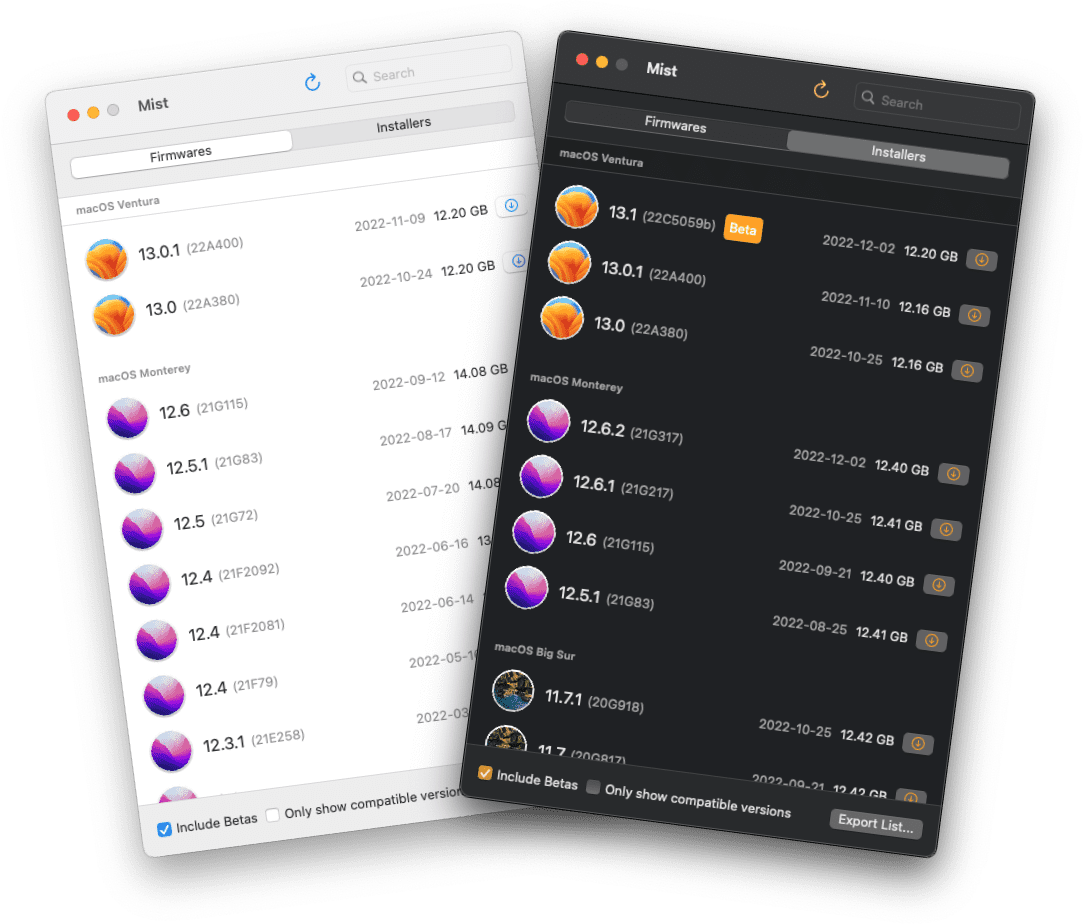 Mist
Search
Firmwares Installers
macOS Ventura
13.0.1 (22A400) 2022-11-09 12.20 GB
13.0 (22A380) 2022-10-24 12.20 GB
macOS Monterey
12.6 (21G115) 2022-09-12 14.08 GB
12.5.1 (21G83) 2022-08-17 14.09 G
12.5 (21G72) 2022-07-20 14.08
12.4 (21F2092) 2022-06-16 13
12.4 (21F2081) 2022-06-14
12.4 (21F79) 2022-05-1
12.3.1 (21E258) 2022-03
Include Betas Only show compatible version
Mist
Search
Firmwares Installers
macOS Ventura
13.1 (22C5059b) Beta 2022-12-02 12.20 GB
13.0.1 (22A400) 2022-11-10 12.16 GB
13.0 (22A380) 2022-10-25 12.16 GB
macOS Monterey
12.6.2 (21G317) 2022-12-02 12.40 GB
12.6.1 (21G217) 2022-10-25 12.41 GB
12.6 (21G115) 2022-09-21 12.40 GB
12.5.1 (21G83) 2022-08-25 12.41 GB
macOS Big Sur
11.7.1 (20G918) 2022-10-25 12.42 GB
11.7 (20G817) 2022-09-21 12.42 GB
Include Betas Only show compatible versions Export List...